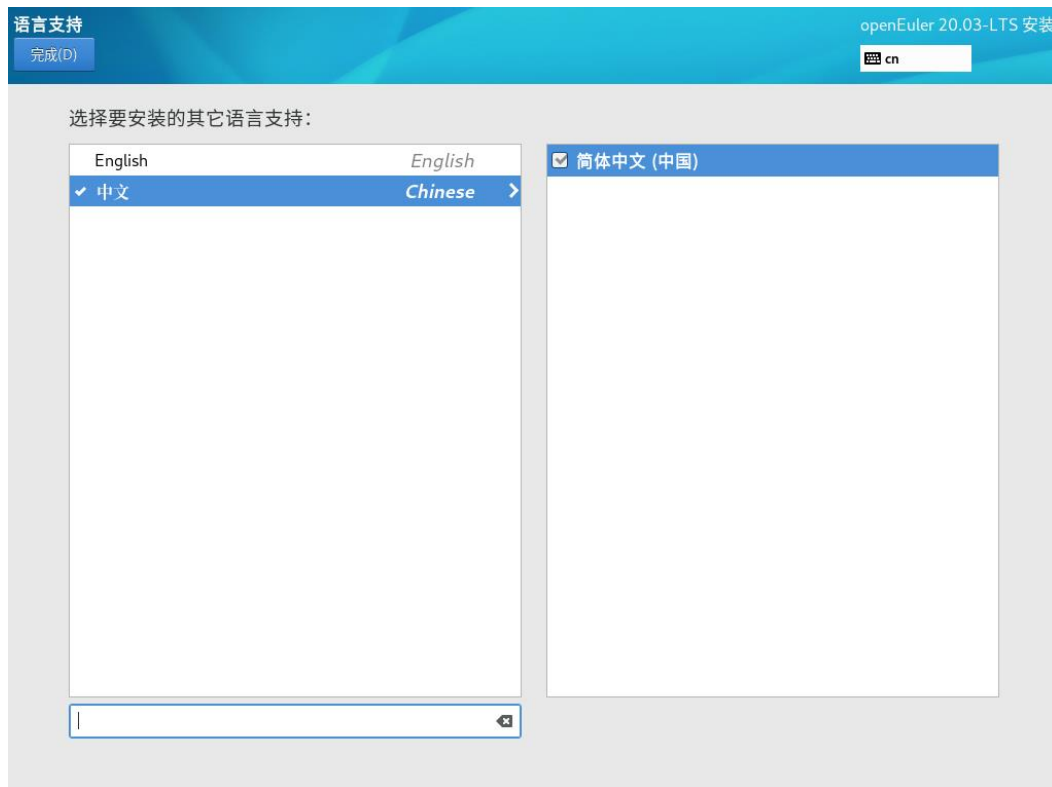 语言支持
openEuler 20.03-LTS 安装
完成(D)
cn
选择要安装的其它语言支持：
English English
中文 Chinese
简体中文 (中国)